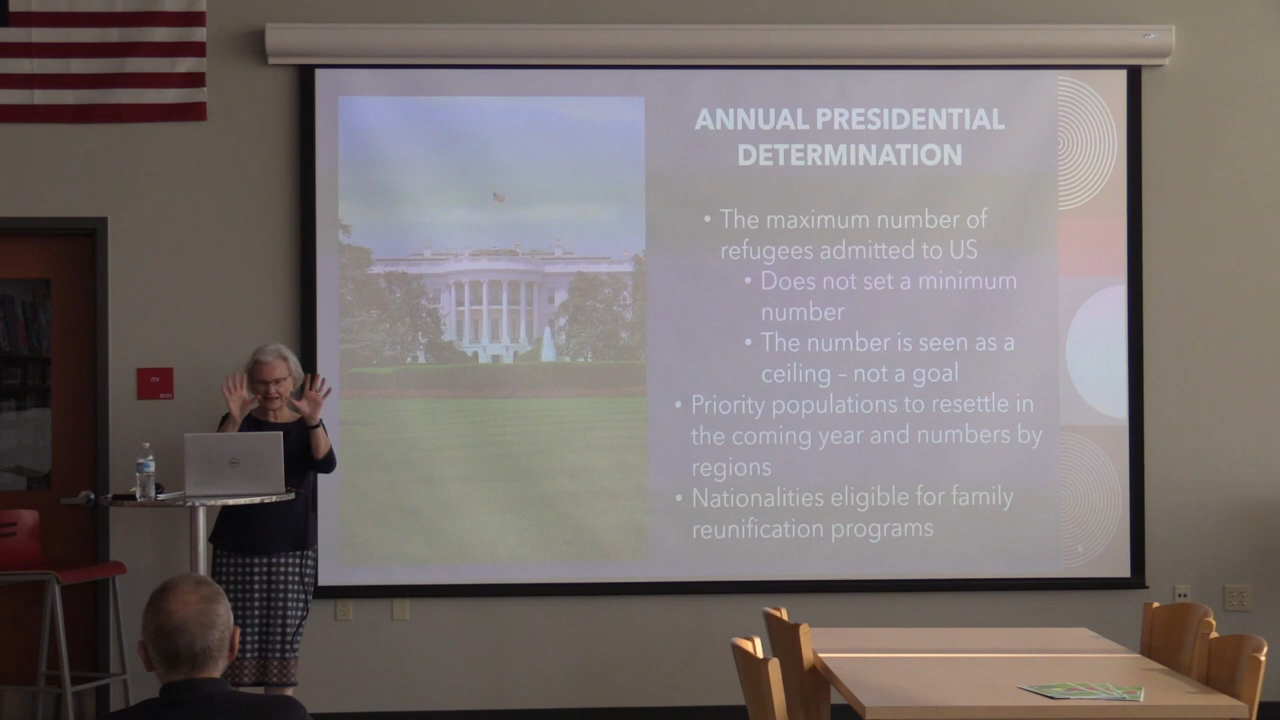 ANNUAL PRESIDENTIAL
DETERMINATION
• The maximum number of
refugees admitted to US
• Does not set a minimum
number
• The number is seen as a
ceiling – not a goal
• Priority populations to resettle in
the coming year and numbers by
regions
• Nationalities eligible for family
reunification programs